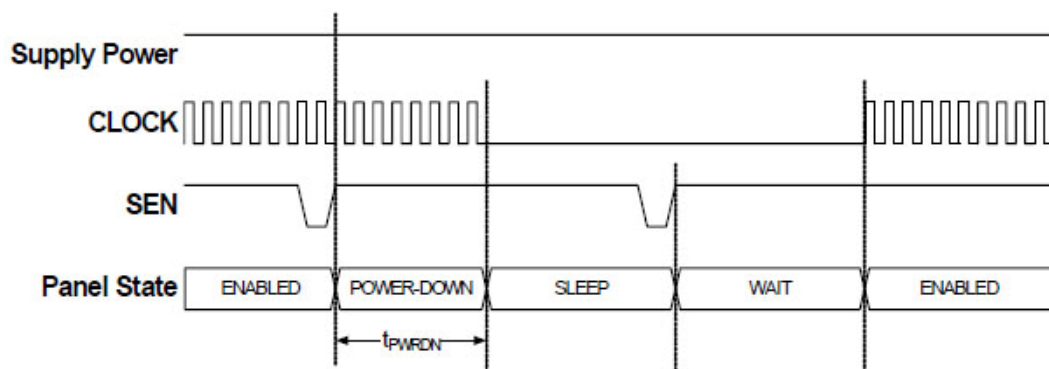 Supply Power
CLOCK
SEN
Panel State ENABLED POWER-DOWN SLEEP WAIT ENABLED
tPWRDN